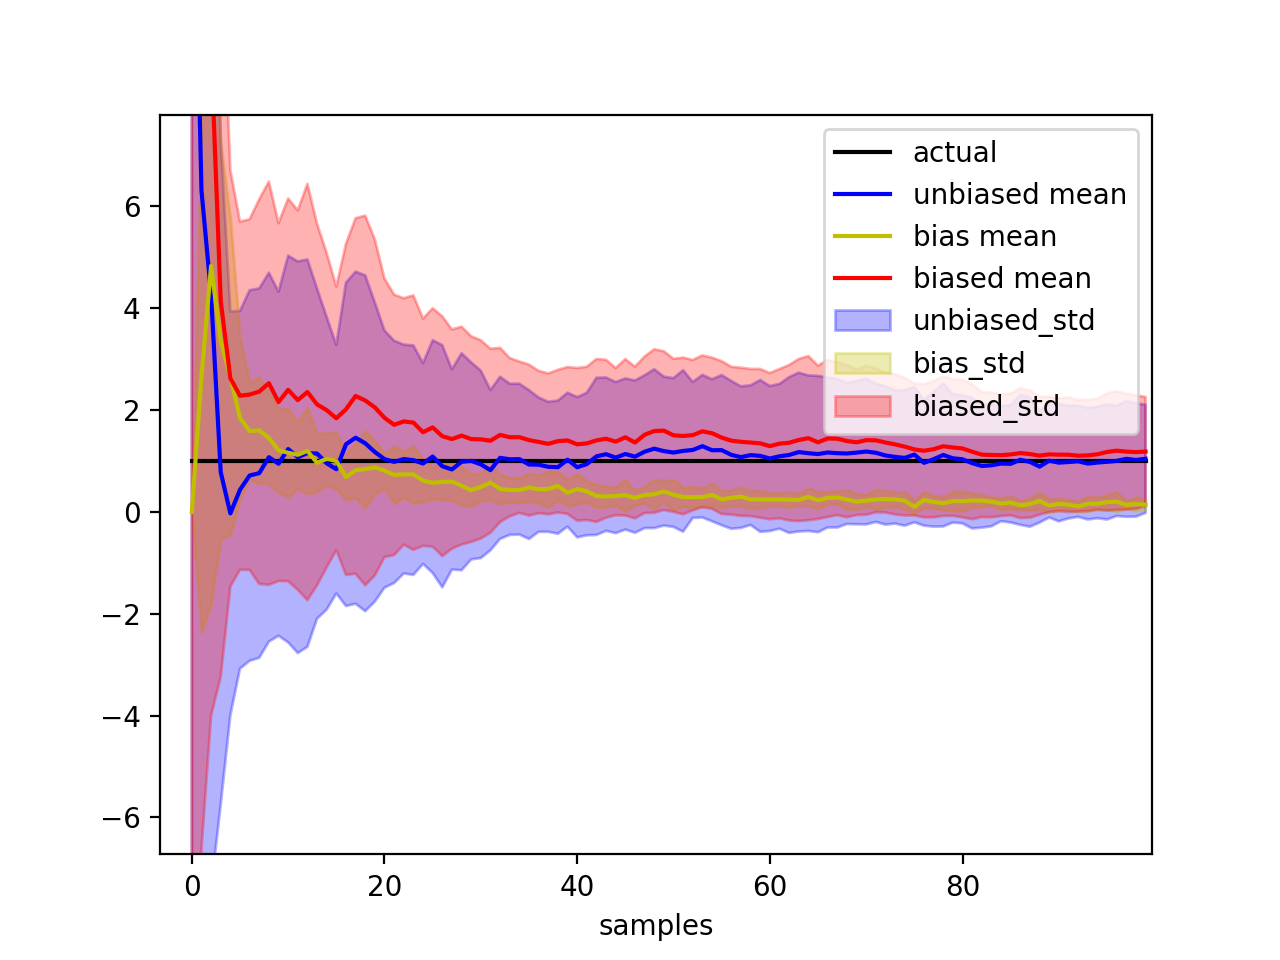 6
4
2
0
−2
−4
−6
0 20 40 60 80
samples
actual
unbiased mean
bias mean
biased mean
unbiased_std
bias_std
biased_std